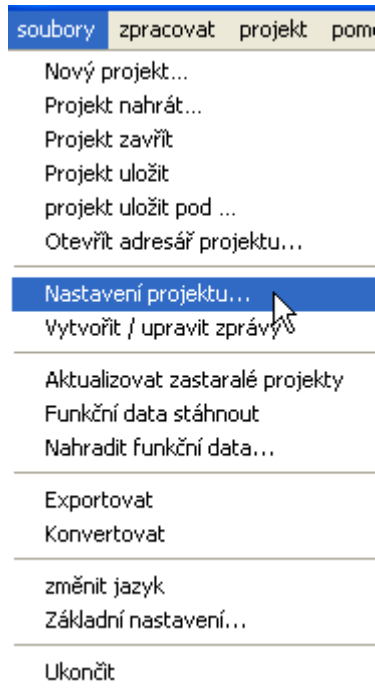 soubory zpracovat projekt
Nový projekt...
Projekt nahrát...
Projekt zavřít
Projekt uložit
projekt uložit pod ...
Otevřít adresář projektu...
Nastavení projektu...
Vytvořit / upravit zprávy
Aktualizovat zastaralé projekty
Funkční data stáhnout
Nahradit funkční data...
Exportovat
Konvertovat
změnit jazyk
Základní nastavení...
Ukončit